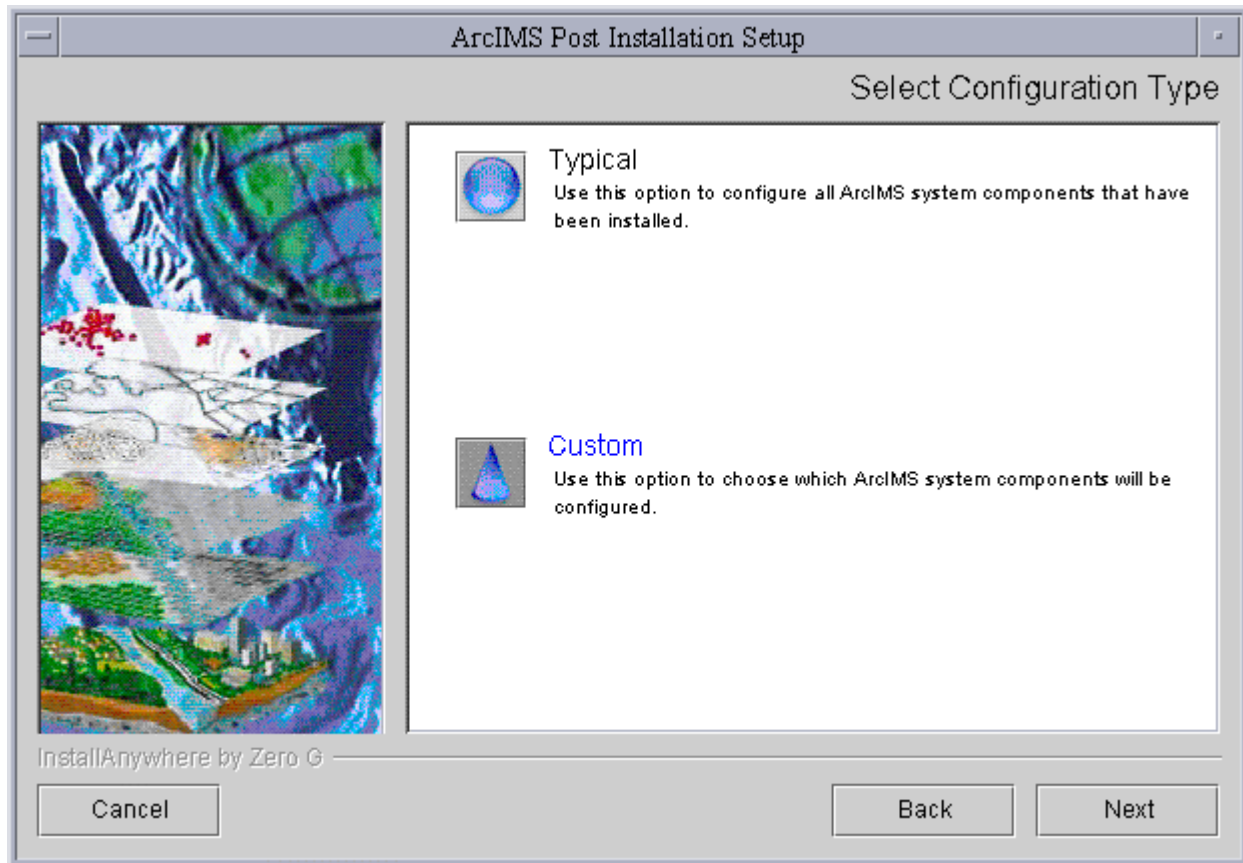 ArcIMS Post Installation Setup
Select Configuration Type
Typical
Use this option to configure all ArcIMS system components that have
been installed.
Custom
Use this option to choose which ArcIMS system components will be
configured.
InstallAnywhere by Zero G
Cancel
Back
Next